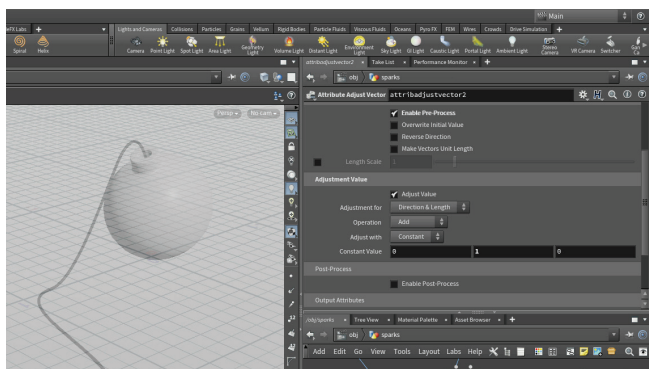 Main
eFX Labs
Lights and Cameras Collisions Particles Grains Vellum Rigid Bodies Particle Fluids Viscous Fluids Oceans Pyro FX FEM Wires Crowds Drive Simulation
Spiral Helix Camera Point Light Spot Light Area Light Geometry Light Volume Light Distant Light Environment Light Sky Light GI Light Caustic Light Portal Light Ambient Light Stereo Camera VR Camera Switcher
attribadjustvector2 Take List Performance Monitor
obj sparks
Attribute Adjust Vector attribadjustvector2
Persp No cam
Enable Pre-Process
Overwrite Initial Value
Reverse Direction
Make Vectors Unit Length
Length Scale 1
Adjustment Value
Adjust Value
Adjustment for Direction & Length
Operation Add
Adjust with Constant
Constant Value 0 1 0
Post-Process
Enable Post-Process
Output Attributes
/obj/sparks Tree View Material Palette Asset Browser
obj sparks
Add Edit Go View Tools Layout Labs Help